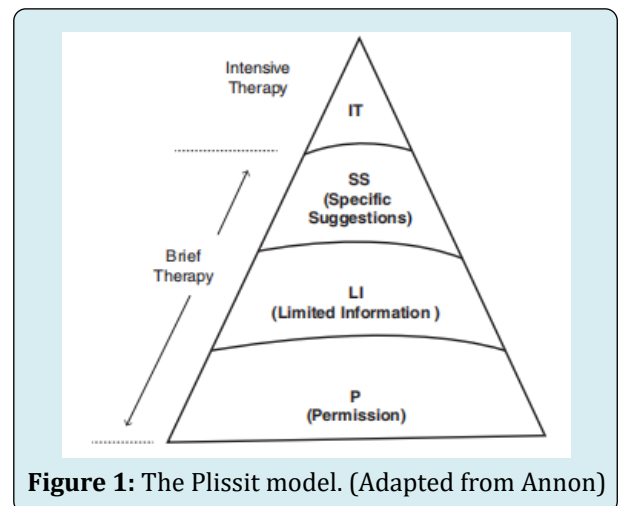 Intensive
Therapy
IT
SS
(Specific
Suggestions)
Brief
Therapy
LI
(Limited Information )
P
(Permission)
Figure 1: The Plissit model. (Adapted from Annon)